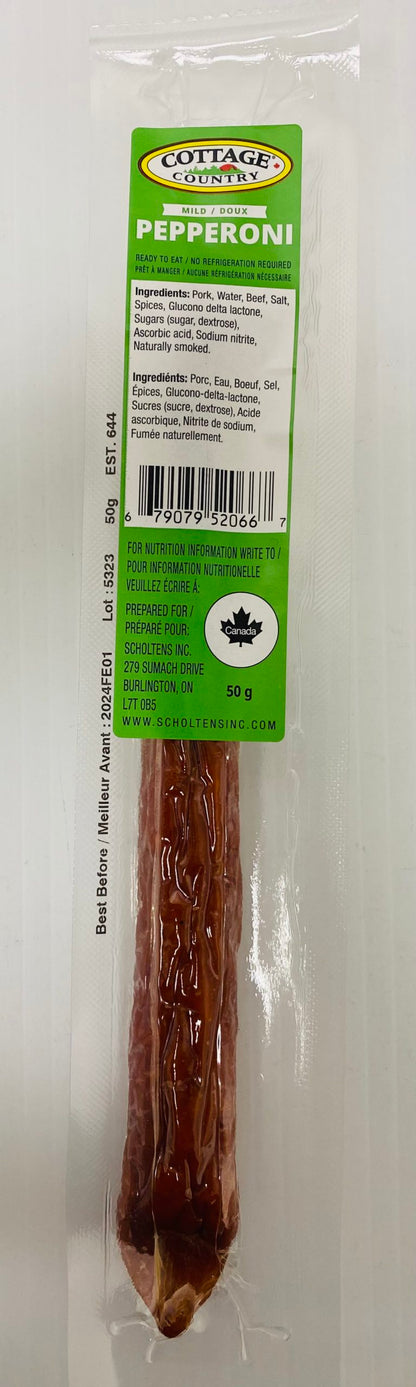 COTTAGE
COUNTRY
MILD / DOUX
PEPPERONI
READY TO EAT / NO REFRIGERATION REQUIRED
PRÊT À MANGER / AUCUNE RÉFRIGÉRATION NÉCESSAIRE
Ingredients: Pork, Water, Beef, Salt,
Spices, Glucono delta lactone,
Sugars (sugar, dextrose),
Ascorbic acid, Sodium nitrite,
Naturally smoked.
Ingrediénts: Porc, Eau, Boeuf, Sel,
Épices, Glucono-delta-lactone,
Sucres (sucre, dextrose), Acide
ascorbique, Nitrite de sodium,
Fumée naturellement.
6 79079 52066 7
FOR NUTRITION INFORMATION WRITE TO /
POUR INFORMATION NUTRITIONELLE
VEUILLEZ ÉCRIRE Á:
PREPARED FOR /
PRÉPARÉ POUR:
SCHOLTENS INC.
279 SUMACH DRIVE
BURLINGTON, ON
L7T 0B5
Canada
50 g
WWW.SCHOLTENSINC.COM
Best Before / Meilleur Avant : 2024FE01 Lot : 5323 50g EST. 644